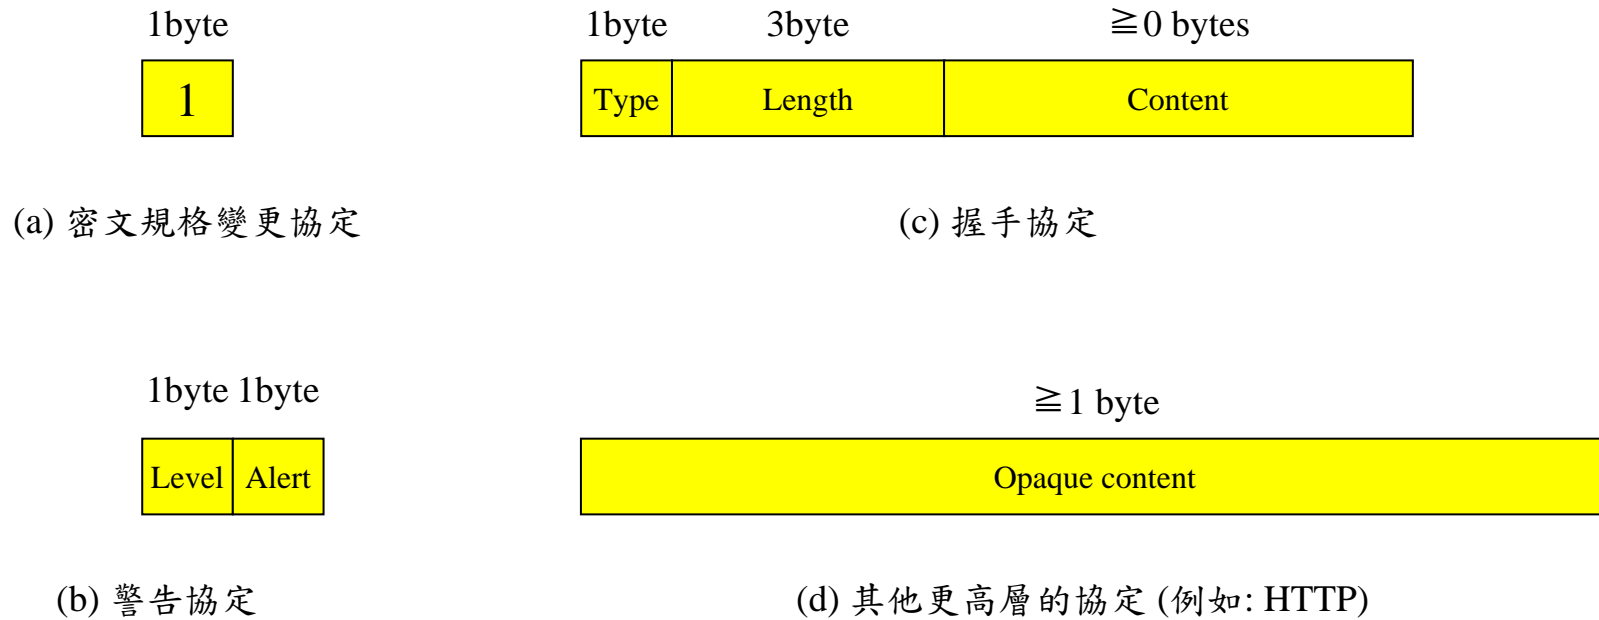 1byte
1
(a) 密文規格變更協定
1byte 3byte ≧0 bytes
Type Length Content
(c) 握手協定
1byte 1byte
Level Alert
(b) 警告協定
≧1 byte
Opaque content
(d) 其他更高層的協定 (例如: HTTP)